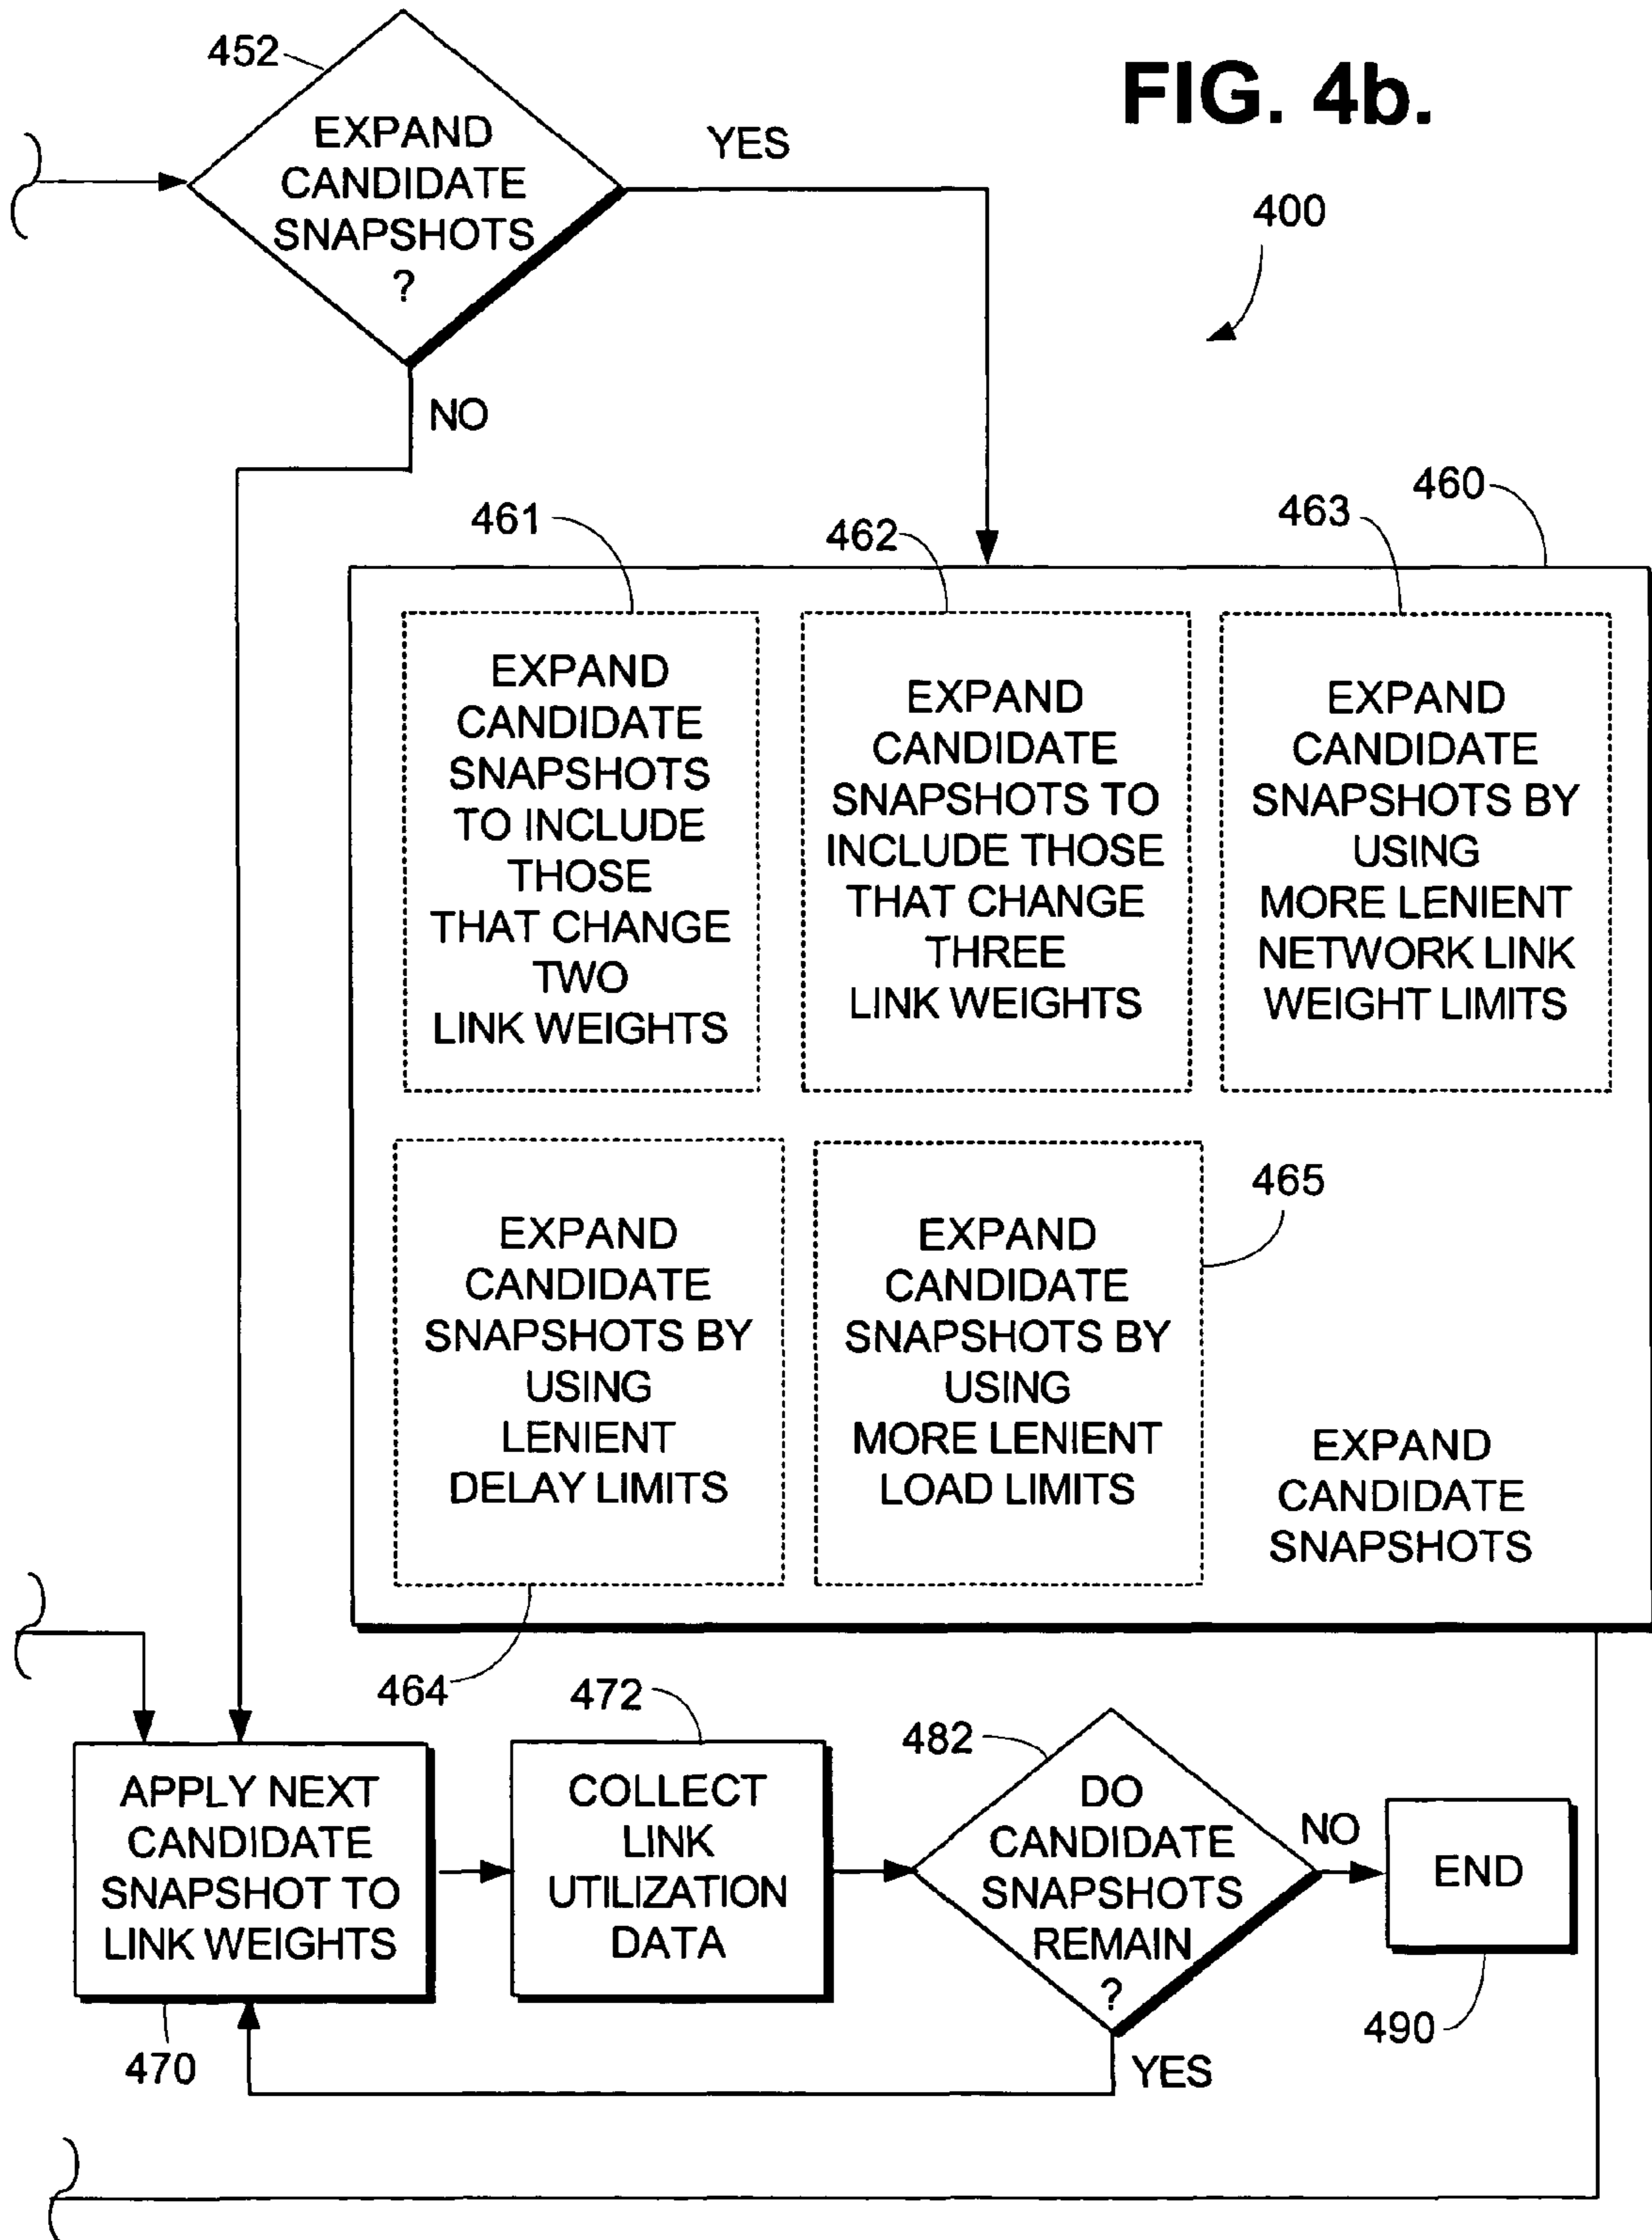 FIG. 4b.
452
EXPAND
CANDIDATE
SNAPSHOTS
?
YES
NO
400
460
461
462
463
EXPAND
CANDIDATE
SNAPSHOTS
TO INCLUDE
THOSE
THAT CHANGE
TWO
LINK WEIGHTS
EXPAND
CANDIDATE
SNAPSHOTS TO
INCLUDE THOSE
THAT CHANGE
THREE
LINK WEIGHTS
EXPAND
CANDIDATE
SNAPSHOTS BY
USING
MORE LENIENT
NETWORK LINK
WEIGHT LIMITS
EXPAND
CANDIDATE
SNAPSHOTS BY
USING
LENIENT
DELAY LIMITS
EXPAND
CANDIDATE
SNAPSHOTS BY
USING
MORE LENIENT
LOAD LIMITS
465
EXPAND
CANDIDATE
SNAPSHOTS
464
472
482
APPLY NEXT
CANDIDATE
SNAPSHOT TO
LINK WEIGHTS
COLLECT
LINK
UTILIZATION
DATA
DO
CANDIDATE
SNAPSHOTS
REMAIN
?
NO
END
470
YES
490